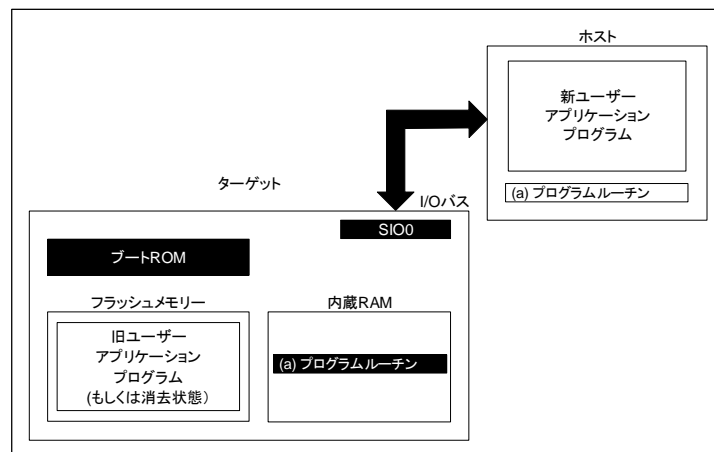 ホスト
新ユーザー
アプリケーション
プログラム
(a) プログラムルーチン
ターゲット
I/Oバス
SIO0
ブートROM
フラッシュメモリー
旧ユーザー
アプリケーション
プログラム
(もしくは消去状態)
内蔵RAM
(a) プログラムルーチン